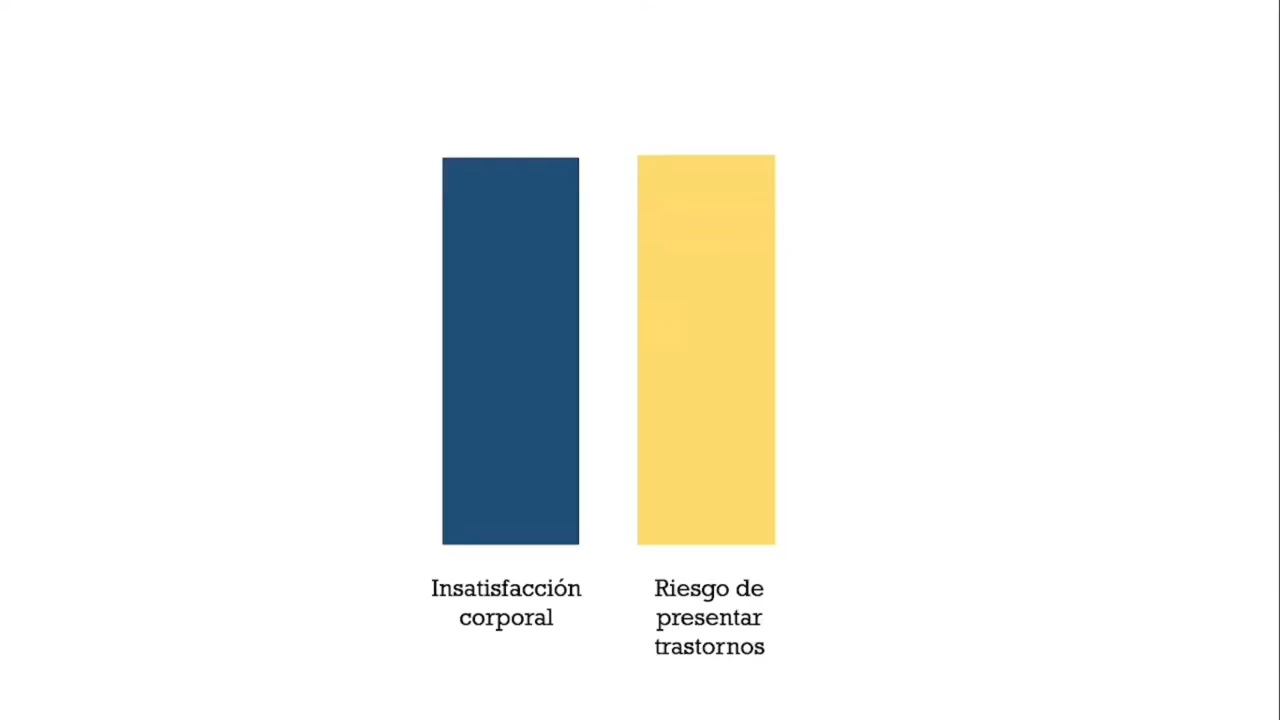 Insatisfacción
corporal
Riesgo de
presentar
trastornos